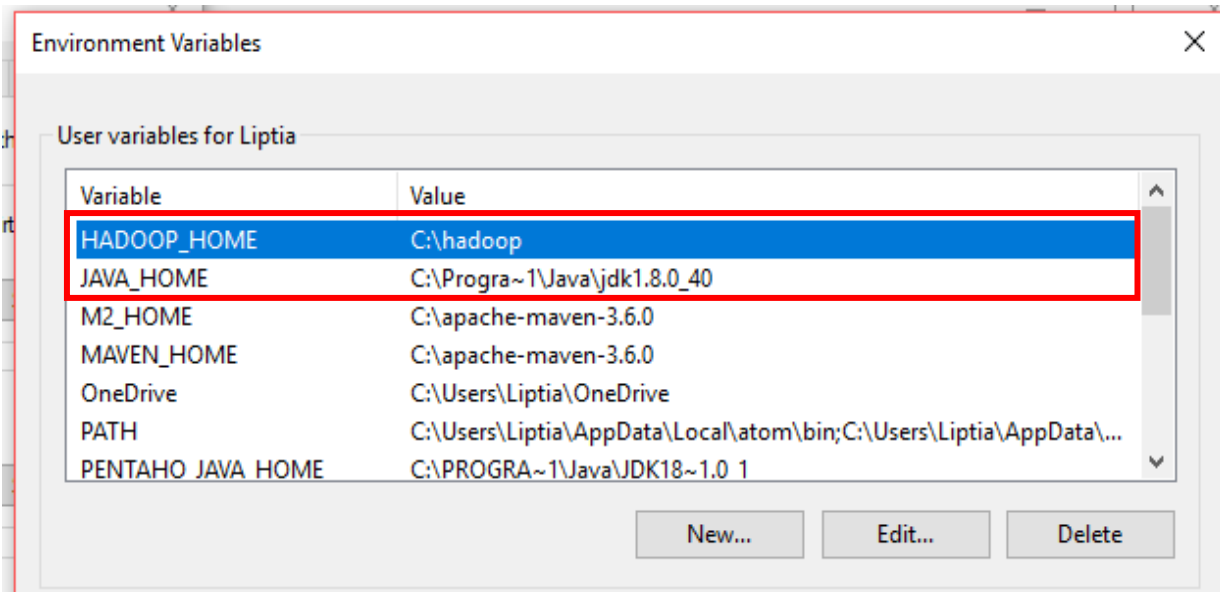 Environment Variables
User variables for Liptia
Variable Value
HADOOP_HOME C:\hadoop
JAVA_HOME C:\Progra~1\Java\jdk1.8.0_40
M2_HOME C:\apache-maven-3.6.0
MAVEN_HOME C:\apache-maven-3.6.0
OneDrive C:\Users\Liptia\OneDrive
PATH C:\Users\Liptia\AppData\Local\atom\bin;C:\Users\Liptia\AppData\...
PENTAHO_JAVA_HOME C:\PROGRA~1\Java\JDK18~1.0_1
New... Edit... Delete